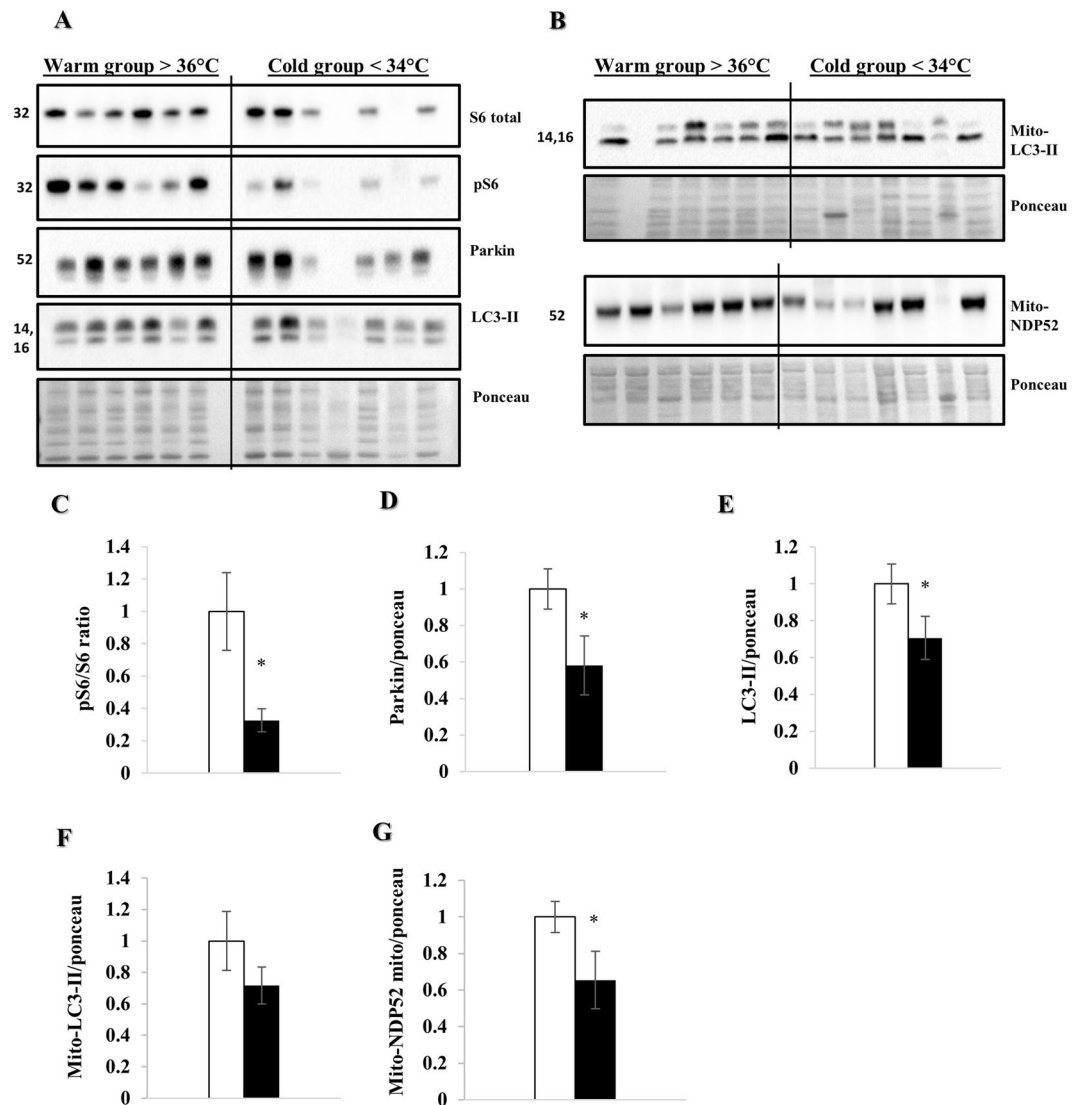 A
Warm group > 36°C
Cold group < 34°C
32
S6 total
32
pS6
52
Parkin
14,
16
LC3-II
Ponceau
B
Warm group > 36°C
Cold group < 34°C
14,16
Mito-
LC3-II
Ponceau
52
Mito-
NDP52
Ponceau
C
pS6/S6 ratio
1.4
1.2
1
0.8
0.6
0.4
0.2
0
*
D
Parkin/ponceau
1.2
1
0.8
0.6
0.4
0.2
0
*
E
LC3-II/ponceau
1.2
1
0.8
0.6
0.4
0.2
0
*
F
Mito-LC3-II/ponceau
1.4
1.2
1
0.8
0.6
0.4
0.2
0
G
Mito-NDP52 mito/ponceau
1.2
1
0.8
0.6
0.4
0.2
0
*